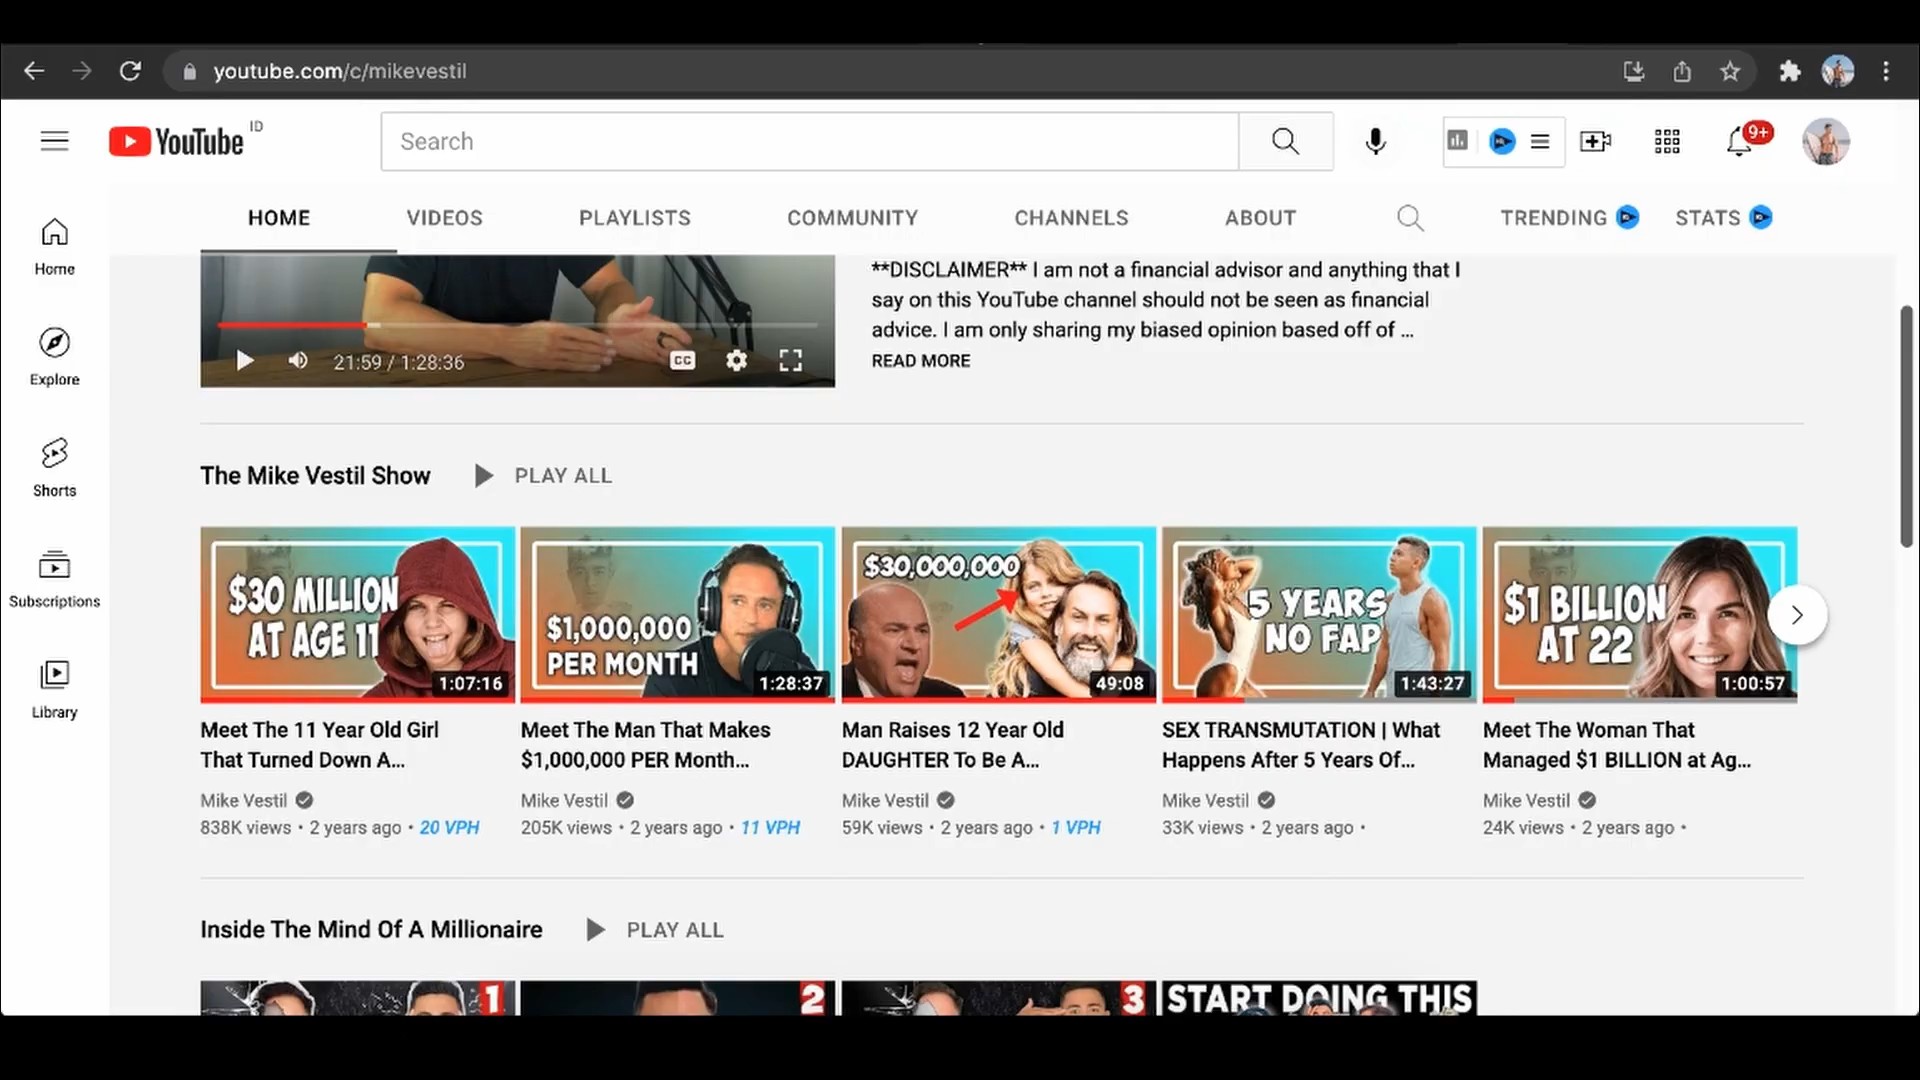 youtube.com/c/mikevestil
YouTube ID
Search
9+
HOME VIDEOS PLAYLISTS COMMUNITY CHANNELS ABOUT TRENDING STATS
Home
Explore
Shorts
Subscriptions
Library
21:59 / 1:28:36
CC
**DISCLAIMER** I am not a financial advisor and anything that I
say on this YouTube channel should not be seen as financial
advice. I am only sharing my biased opinion based off of ...
READ MORE
The Mike Vestil Show PLAY ALL
$30 MILLION
AT AGE 11
1:07:16
Meet The 11 Year Old Girl
That Turned Down A...
Mike Vestil
838K views • 2 years ago • 20 VPH
$1,000,000
PER MONTH
1:28:37
Meet The Man That Makes
$1,000,000 PER Month...
Mike Vestil
205K views • 2 years ago • 11 VPH
$30,000,000
49:08
Man Raises 12 Year Old
DAUGHTER To Be A...
Mike Vestil
59K views • 2 years ago • 1 VPH
5 YEARS
NO FAP
1:43:27
SEX TRANSMUTATION | What
Happens After 5 Years Of...
Mike Vestil
33K views • 2 years ago •
$1 BILLION
AT 22
1:00:57
Meet The Woman That
Managed $1 BILLION at Ag...
Mike Vestil
24K views • 2 years ago •
Inside The Mind Of A Millionaire PLAY ALL
1
2
3
START DOING THIS